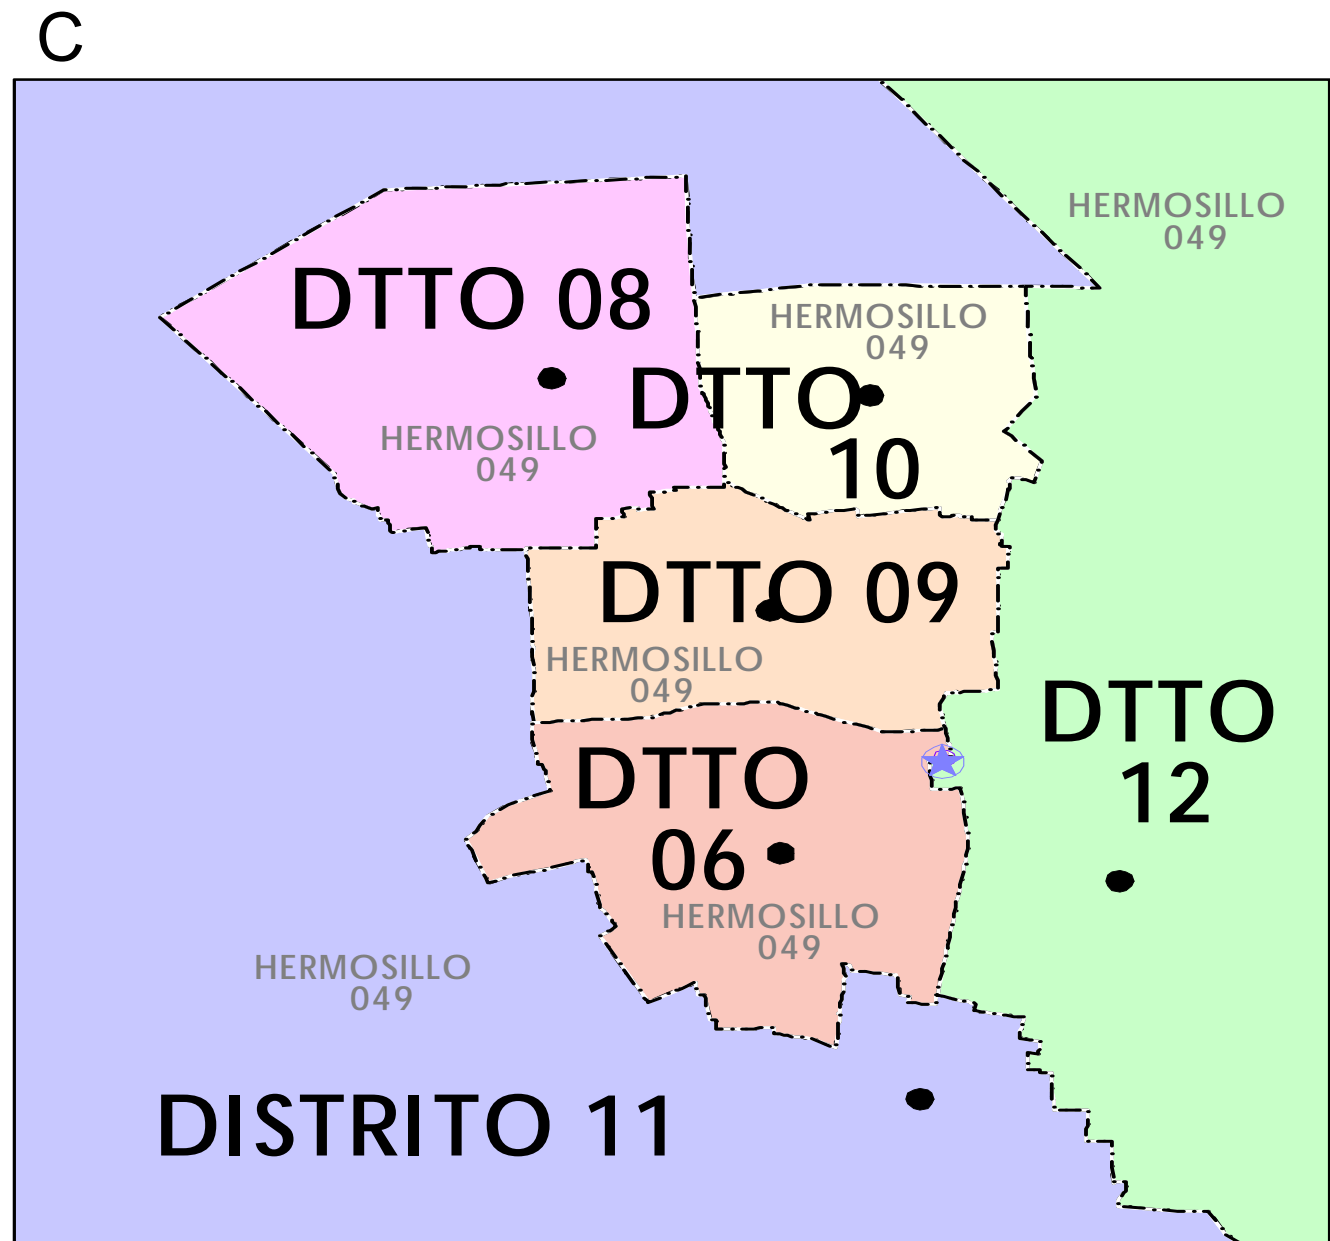 C
HERMOSILLO
049
DTTO 08
HERMOSILLO
049
DTTO
10
HERMOSILLO
049
DTTO 09
HERMOSILLO
049
DTTO
12
DTTO
06
HERMOSILLO
049
HERMOSILLO
049
DISTRITO 11